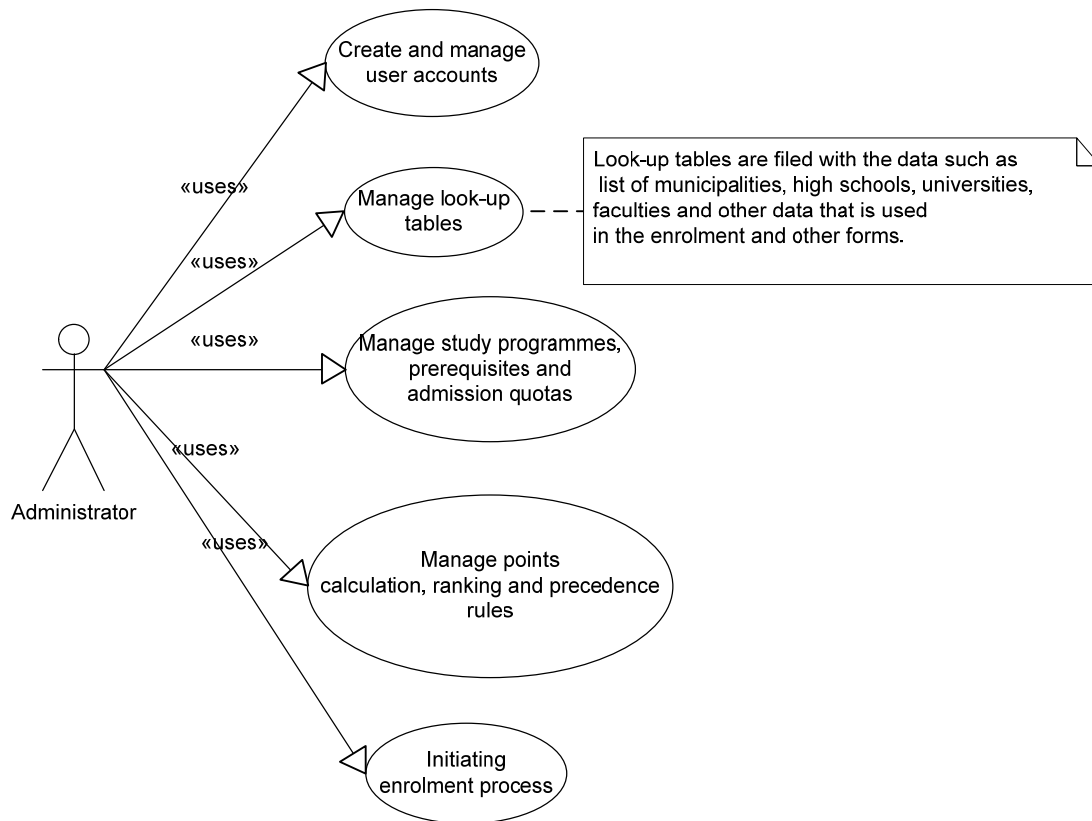 Create and manage
user accounts
«uses»
Manage look-up
tables
Look-up tables are filed with the data such as
list of municipalities, high schools, universities,
faculties and other data that is used
in the enrolment and other forms.
«uses»
«uses»
Manage study programmes,
prerequisites and
admission quotas
«uses»
Administrator
«uses»
Manage points
calculation, ranking and precedence
rules
Initiating
enrolment process